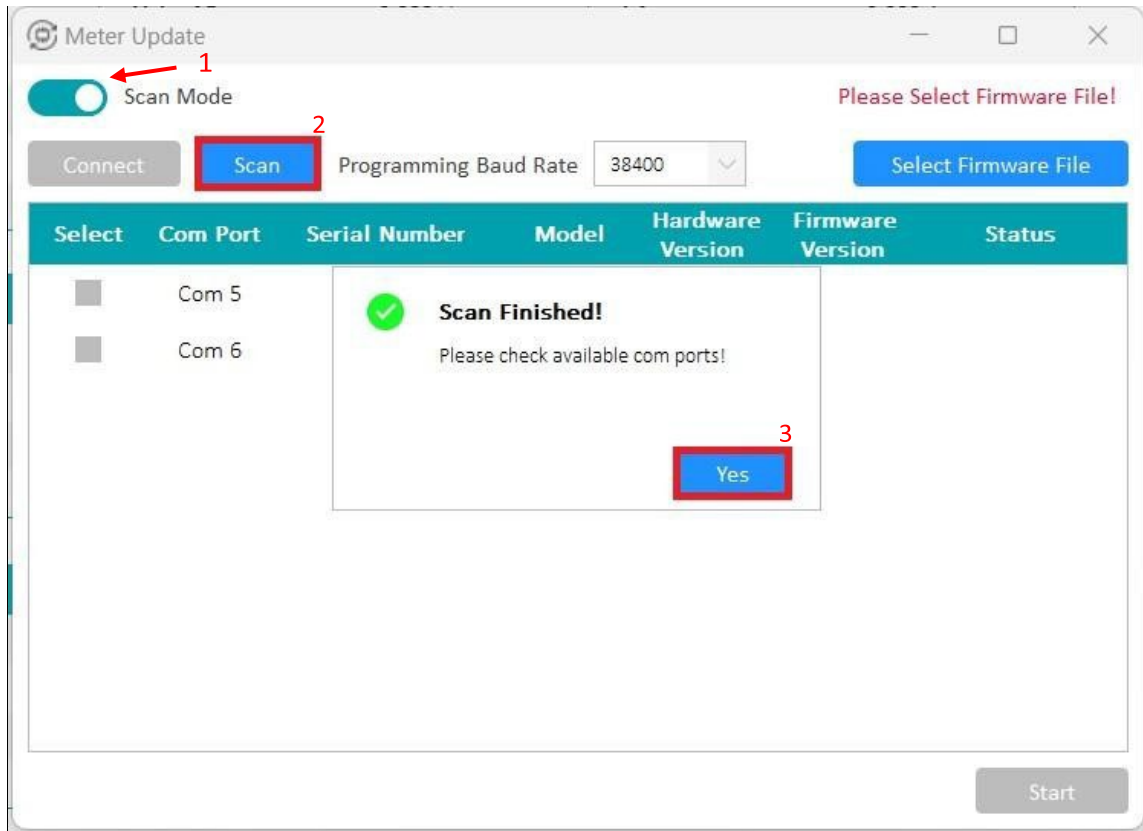 Meter Update
1
Scan Mode
Please Select Firmware File!
2
Connect
Scan
Programming Baud Rate
38400
Select Firmware File
Select
Com Port
Serial Number
Model
Hardware Version
Firmware Version
Status
Com 5
Com 6
Scan Finished!
Please check available com ports!
3
Yes
Start